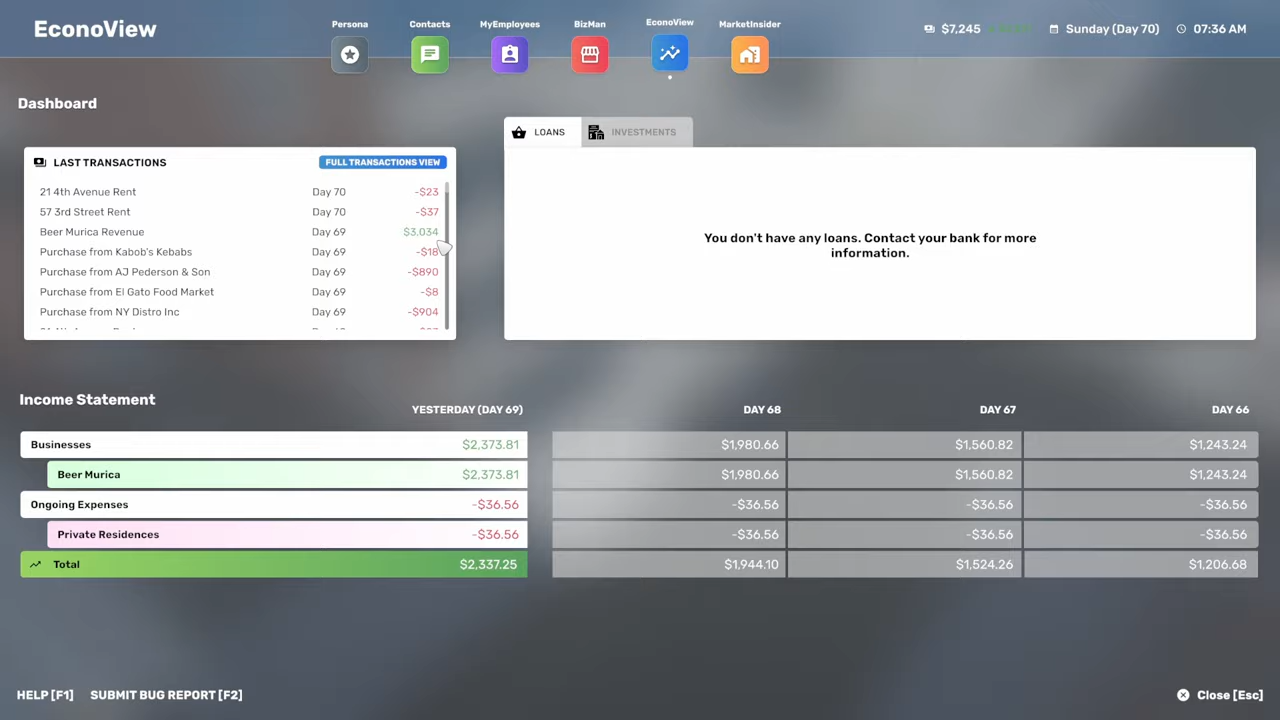 EconoView
Persona
Contacts
MyEmployees
BizMan
EconoView
MarketInsider
$7,245
Sunday (Day 70)
07:36 AM
Dashboard
LOANS
INVESTMENTS
LAST TRANSACTIONS
FULL TRANSACTIONS VIEW
21 4th Avenue Rent Day 70 -$23
57 3rd Street Rent Day 70 -$37
Beer Murica Revenue Day 69 $3,034
Purchase from Kabob's Kebabs Day 69 -$18
Purchase from AJ Pederson & Son Day 69 -$890
Purchase from El Gato Food Market Day 69 -$8
Purchase from NY Distro Inc Day 69 -$904
You don't have any loans. Contact your bank for more
information.
Income Statement
YESTERDAY (DAY 69) DAY 68 DAY 67 DAY 66
Businesses $2,373.81 $1,980.66 $1,560.82 $1,243.24
Beer Murica $2,373.81 $1,980.66 $1,560.82 $1,243.24
Ongoing Expenses -$36.56 -$36.56 -$36.56 -$36.56
Private Residences -$36.56 -$36.56 -$36.56 -$36.56
Total $2,337.25 $1,944.10 $1,524.26 $1,206.68
HELP [F1] SUBMIT BUG REPORT [F2]
Close [Esc]